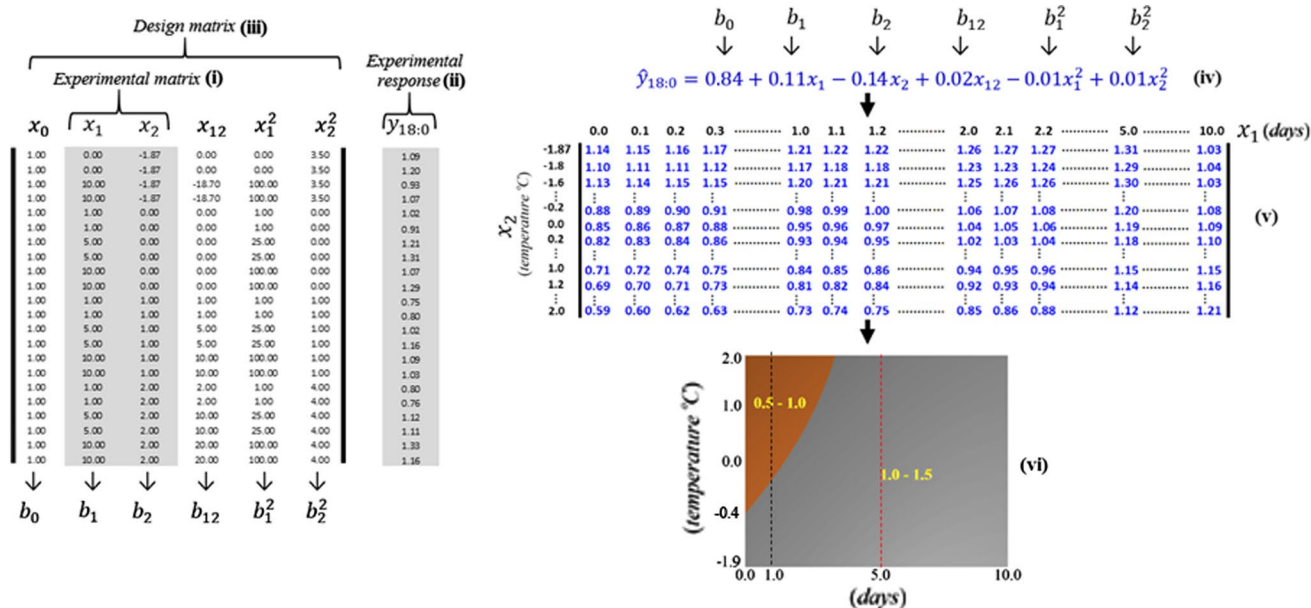 Design matrix (iii)
Experimental matrix (i)
Experimental
response (ii)
x₀ x₁ x₂ x₁₂ x₁² x₂² y₁₈:₀
1.00 0.00 -1.87 0.00 0.00 3.50 1.09
1.00 0.00 -1.87 0.00 0.00 3.50 1.20
1.00 10.00 -1.87 -18.70 100.00 3.50 0.93
1.00 10.00 -1.87 -18.70 100.00 3.50 1.07
1.00 1.00 0.00 0.00 1.00 0.00 1.02
1.00 1.00 0.00 0.00 1.00 0.00 0.91
1.00 5.00 0.00 0.00 25.00 0.00 1.21
1.00 5.00 0.00 0.00 25.00 0.00 1.31
1.00 10.00 0.00 0.00 100.00 0.00 1.07
1.00 10.00 0.00 0.00 100.00 0.00 1.29
1.00 1.00 1.00 1.00 1.00 1.00 0.75
1.00 1.00 1.00 1.00 1.00 1.00 0.80
1.00 5.00 1.00 5.00 25.00 1.00 1.02
1.00 5.00 1.00 5.00 25.00 1.00 1.16
1.00 10.00 1.00 10.00 100.00 1.00 1.09
1.00 10.00 1.00 10.00 100.00 1.00 1.03
1.00 1.00 2.00 2.00 1.00 4.00 0.80
1.00 1.00 2.00 2.00 1.00 4.00 0.76
1.00 5.00 2.00 10.00 25.00 4.00 1.12
1.00 5.00 2.00 10.00 25.00 4.00 1.11
1.00 10.00 2.00 20.00 100.00 4.00 1.33
1.00 10.00 2.00 20.00 100.00 4.00 1.16
↓ ↓ ↓ ↓ ↓ ↓
b₀ b₁ b₂ b₁₂ b₁² b₂²
b₀ b₁ b₂ b₁₂ b₁² b₂²
↓ ↓ ↓ ↓ ↓ ↓
ŷ₁₈:₀ = 0.84 + 0.11x₁ − 0.14x₂ + 0.02x₁₂ − 0.01x₁² + 0.01x₂² (iv)
0.0 0.1 0.2 0.3 .......... 1.0 1.1 1.2 .......... 2.0 2.1 2.2 .......... 5.0 .......... 10.0 x₁ (days)
-1.87 1.14 1.15 1.16 1.17 .......... 1.21 1.22 1.22 .......... 1.26 1.27 1.27 .......... 1.31 .......... 1.03
-1.8 1.10 1.11 1.11 1.12 .......... 1.17 1.18 1.18 .......... 1.23 1.23 1.24 .......... 1.29 .......... 1.04
-1.6 1.13 1.14 1.15 1.15 .......... 1.20 1.21 1.21 .......... 1.25 1.26 1.26 .......... 1.30 .......... 1.03
-0.2 0.88 0.89 0.90 0.91 .......... 0.98 0.99 1.00 .......... 1.06 1.07 1.08 .......... 1.20 .......... 1.08
0.0 0.85 0.86 0.87 0.88 .......... 0.95 0.96 0.97 .......... 1.04 1.05 1.06 .......... 1.19 .......... 1.09
0.2 0.82 0.83 0.84 0.86 .......... 0.93 0.94 0.95 .......... 1.02 1.03 1.04 .......... 1.18 .......... 1.10
1.0 0.71 0.72 0.74 0.75 .......... 0.84 0.85 0.86 .......... 0.94 0.95 0.96 .......... 1.15 .......... 1.15
1.2 0.69 0.70 0.71 0.73 .......... 0.81 0.82 0.84 .......... 0.92 0.93 0.94 .......... 1.14 .......... 1.16
2.0 0.59 0.60 0.62 0.63 .......... 0.73 0.74 0.75 .......... 0.85 0.86 0.88 .......... 1.12 .......... 1.21
x₂
(temperature °C)
(v)
2.0
1.0
0.0
-0.4
-1.9
(temperature °C)
0.5 - 1.0
1.0 - 1.5
(vi)
0.0 1.0 5.0 10.0
(days)